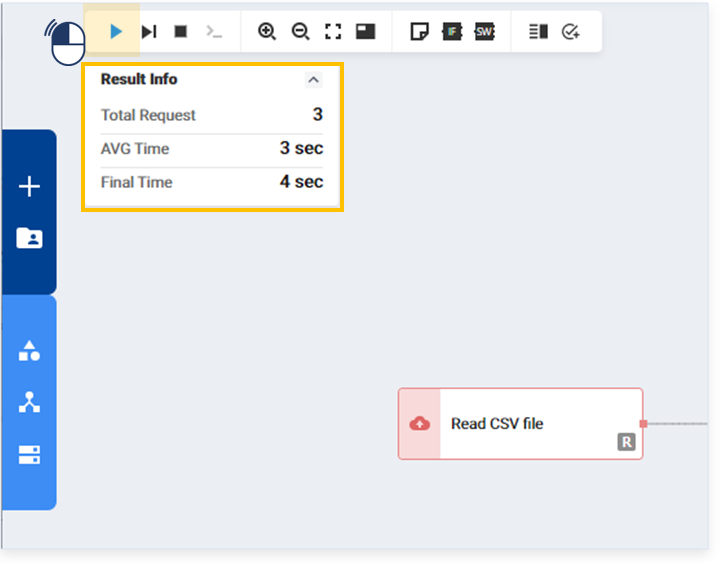 IF
SW
Result Info
Total Request 3
AVG Time 3 sec
Final Time 4 sec
Read CSV file
R